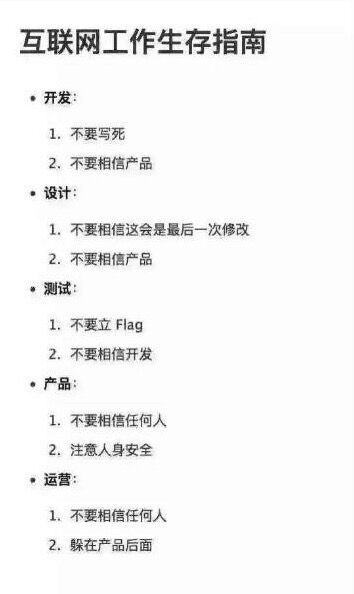 互联网工作生存指南
• 开发：
1. 不要写死
2. 不要相信产品
• 设计：
1. 不要相信这会是最后一次修改
2. 不要相信产品
• 测试：
1. 不要立 Flag
2. 不要相信开发
• 产品：
1. 不要相信任何人
2. 注意人身安全
• 运营：
1. 不要相信任何人
2. 躲在产品后面